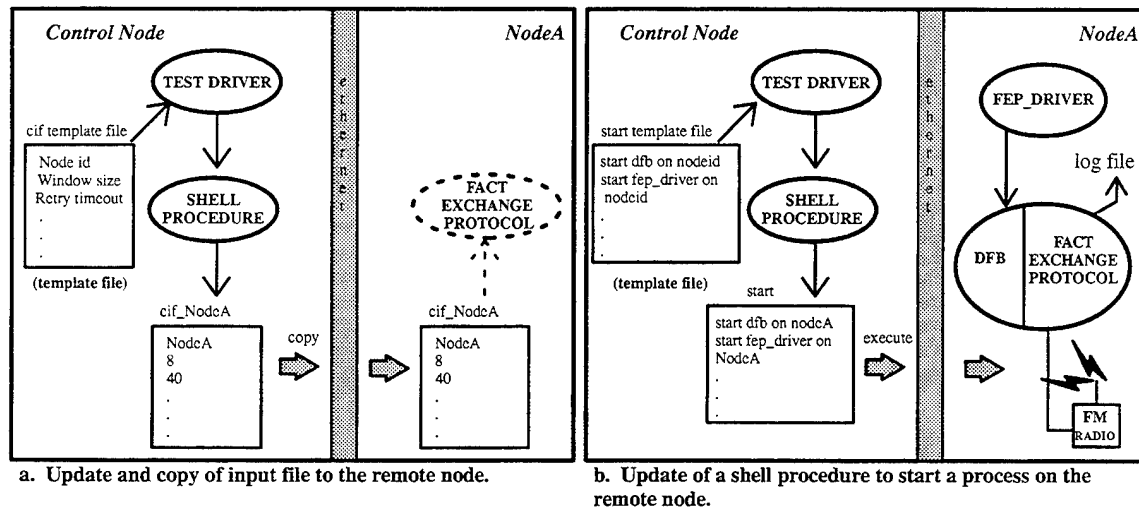 Control Node
NodeA
TEST DRIVER
cif template file
Node id
Window size
Retry timeout
.
.
.
(template file)
SHELL
PROCEDURE
cif_NodeA
NodeA
8
40
.
.
.
copy
ethernet
FACT
EXCHANGE
PROTOCOL
cif_NodeA
NodeA
8
40
.
.
.
a. Update and copy of input file to the remote node.
Control Node
NodeA
TEST DRIVER
start template file
start dfb on nodeid
start fep_driver on
nodeid
.
.
.
(template file)
SHELL
PROCEDURE
start
start dfb on nodeA
start fep_driver on
NodeA
.
.
.
execute
ethernet
FEP_DRIVER
log file
DFB
FACT
EXCHANGE
PROTOCOL
FM
RADIO
b. Update of a shell procedure to start a process on the
remote node.